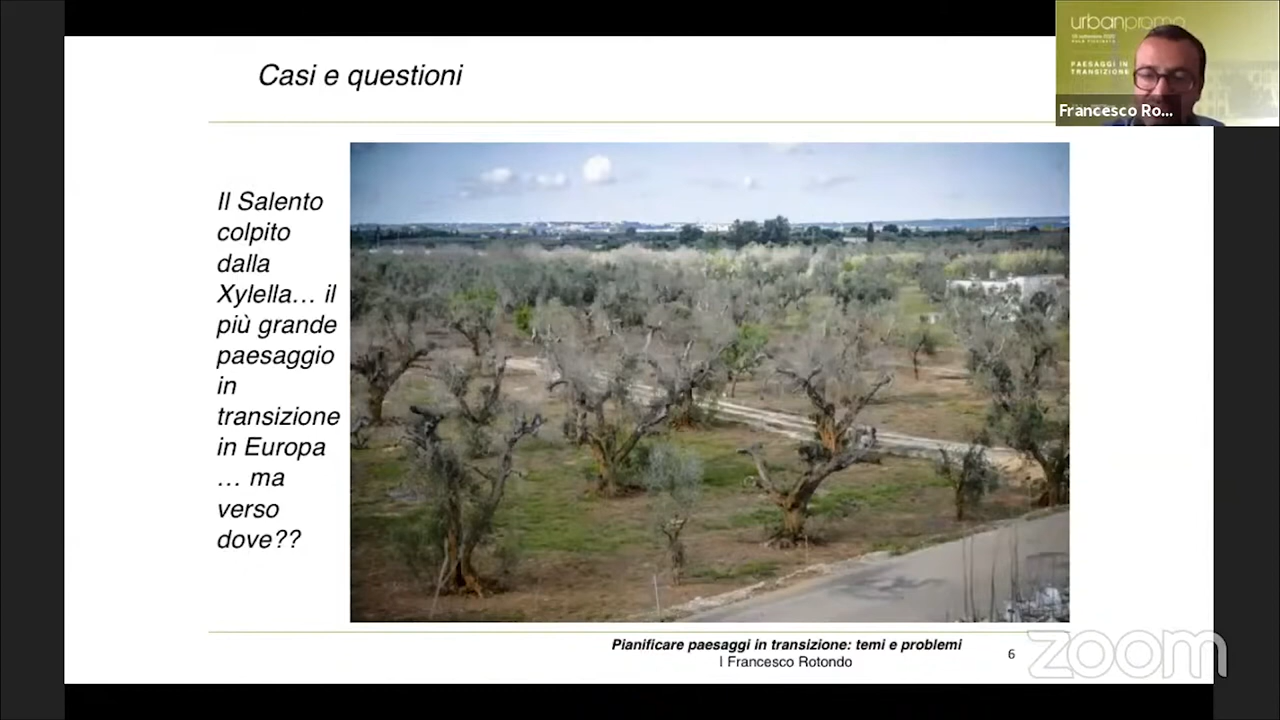 Casi e questioni
urbanpromo
PAESAGGI IN
TRANSIZIONE
Francesco Ro...
Il Salento
colpito
dalla
Xylella… il
più grande
paesaggio
in
transizione
in Europa
… ma
verso
dove??
Pianificare paesaggi in transizione: temi e problemi
| Francesco Rotondo
6
zoom